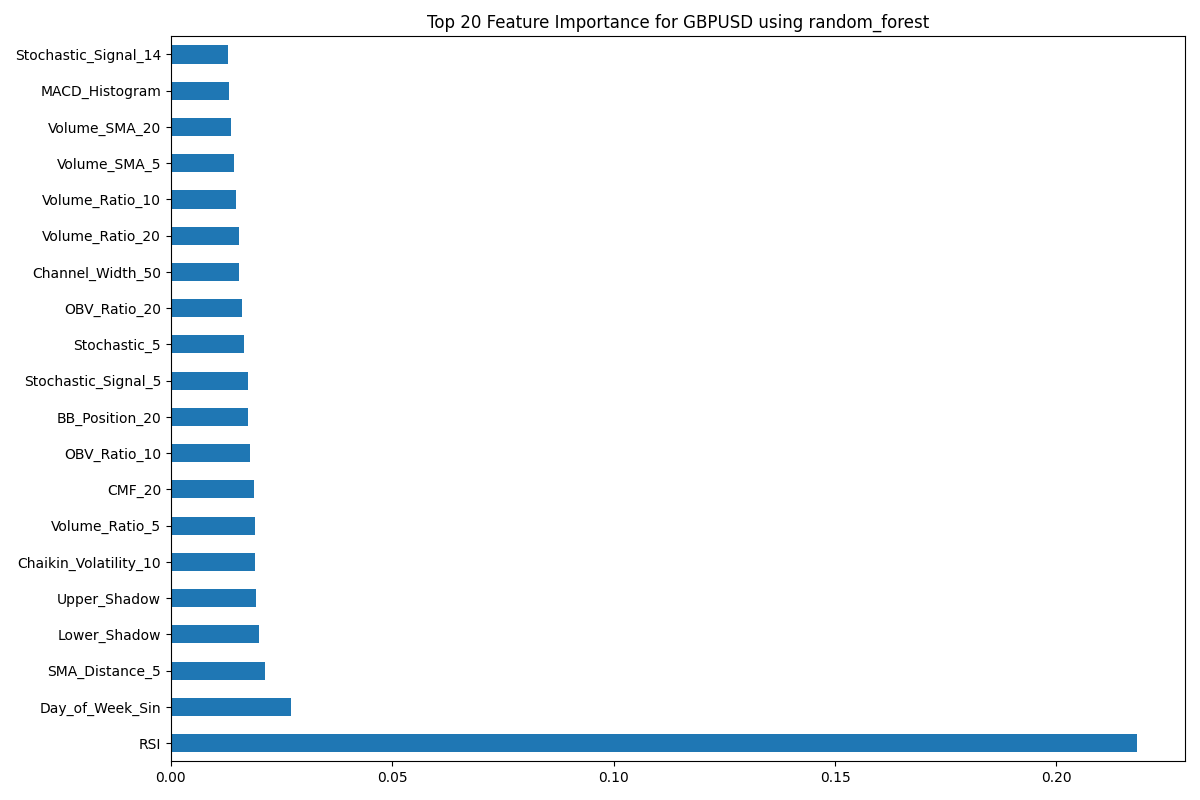 Top 20 Feature Importance for GBPUSD using random_forest
Stochastic_Signal_14
MACD_Histogram
Volume_SMA_20
Volume_SMA_5
Volume_Ratio_10
Volume_Ratio_20
Channel_Width_50
OBV_Ratio_20
Stochastic_5
Stochastic_Signal_5
BB_Position_20
OBV_Ratio_10
CMF_20
Volume_Ratio_5
Chaikin_Volatility_10
Upper_Shadow
Lower_Shadow
SMA_Distance_5
Day_of_Week_Sin
RSI
0.00 0.05 0.10 0.15 0.20